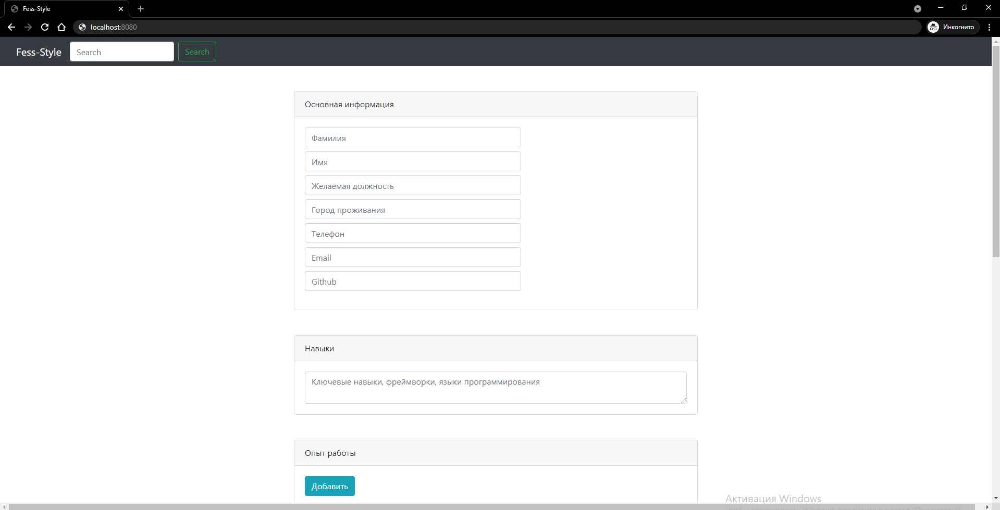 Fess-Style
localhost:8080
Инкогнито
Fess-Style
Search
Search
Основная информация
Фамилия
Имя
Желаемая должность
Город проживания
Телефон
Email
Github
Навыки
Ключевые навыки, фреймворки, языки программирования
Опыт работы
Добавить
Активация Windows